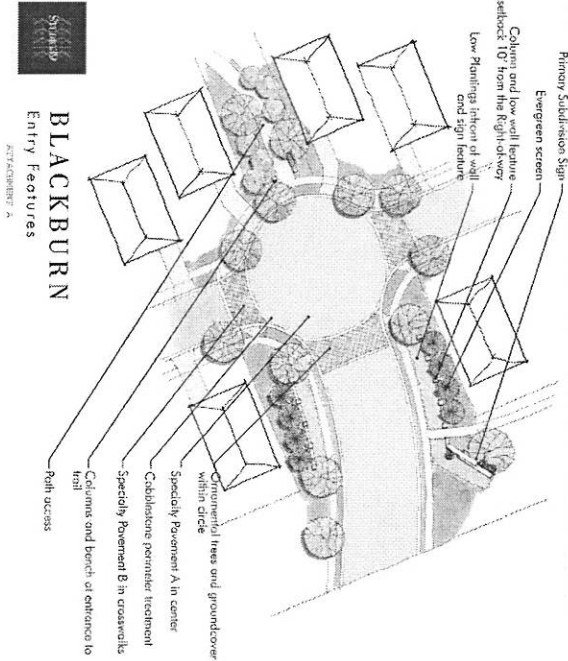 Primary Subdivision Sign
Evergreen screen
Column and low wall feature
setback 10' from the Right-of-way
Low Plantings infront of wall
and sign feature
BLACKBURN
Entry Features
ATTACHMENT A
Ornamental trees and groundcover
within circle
Specialty Pavement A in center
Cobblestone perimeter treatment
Specialty Pavement B in crosswalks
Columns and bench at entrance to
trail
Path access